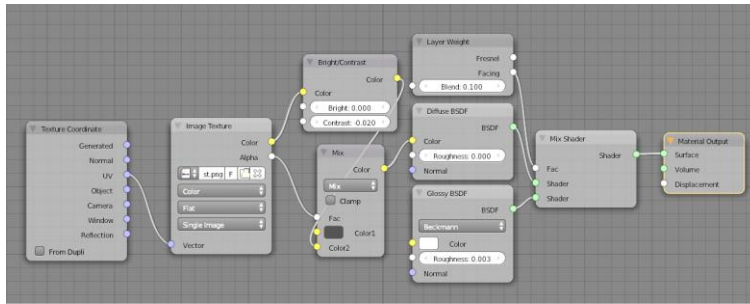 Texture Coordinate
Generated
Normal
UV
Object
Camera
Window
Reflection
From Dupli
Image Texture
Color
Alpha
st.png F
Color
Flat
Single Image
Vector
Bright/Contrast
Color
Color
Bright: 0.000
Contrast: -0.020
Mix
Color
Mix
Clamp
Fac
Color1
Color2
Layer Weight
Fresnel
Facing
Blend: 0.100
Diffuse BSDF
BSDF
Color
Roughness: 0.000
Normal
Glossy BSDF
BSDF
Beckmann
Color
Roughness: 0.003
Normal
Mix Shader
Shader
Fac
Shader
Shader
Material Output
Surface
Volume
Displacement